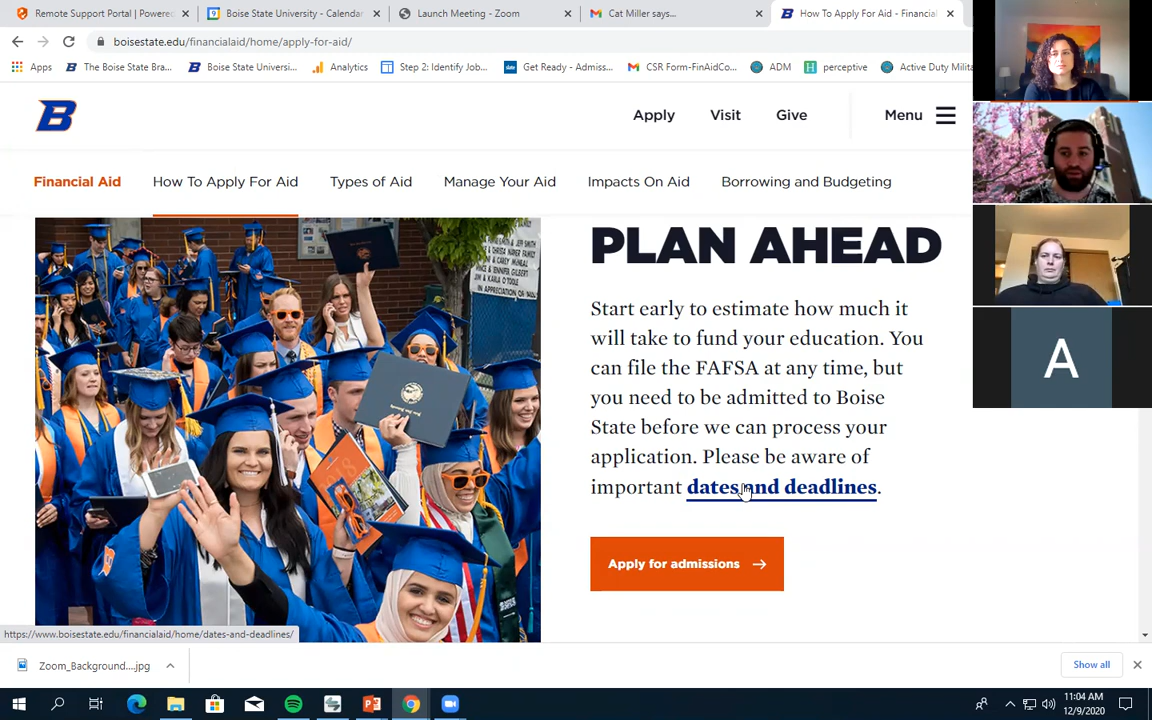 Remote Support Portal | Powere
Boise State University - Calenda
Launch Meeting - Zoom
Cat Miller says...
How To Apply For Aid - Financial
boisestate.edu/financialaid/home/apply-for-aid/
Apps
The Boise State Bra...
Boise State Universi...
Analytics
Step 2: Identify Job...
Get Ready - Admiss...
CSR Form-FinAidCo...
ADM
perceptive
Active Duty Milita
B
Apply
Visit
Give
Menu
Financial Aid
How To Apply For Aid
Types of Aid
Manage Your Aid
Impacts On Aid
Borrowing and Budgeting
PLAN AHEAD
Start early to estimate how much it
will take to fund your education. You
can file the FAFSA at any time, but
you need to be admitted to Boise
State before we can process your
application. Please be aware of
important dates and deadlines.
Apply for admissions
A
2018
https://www.boisestate.edu/financialaid/home/dates-and-deadlines/
Zoom_Background....jpg
Show all
11:04 AM
12/9/2020